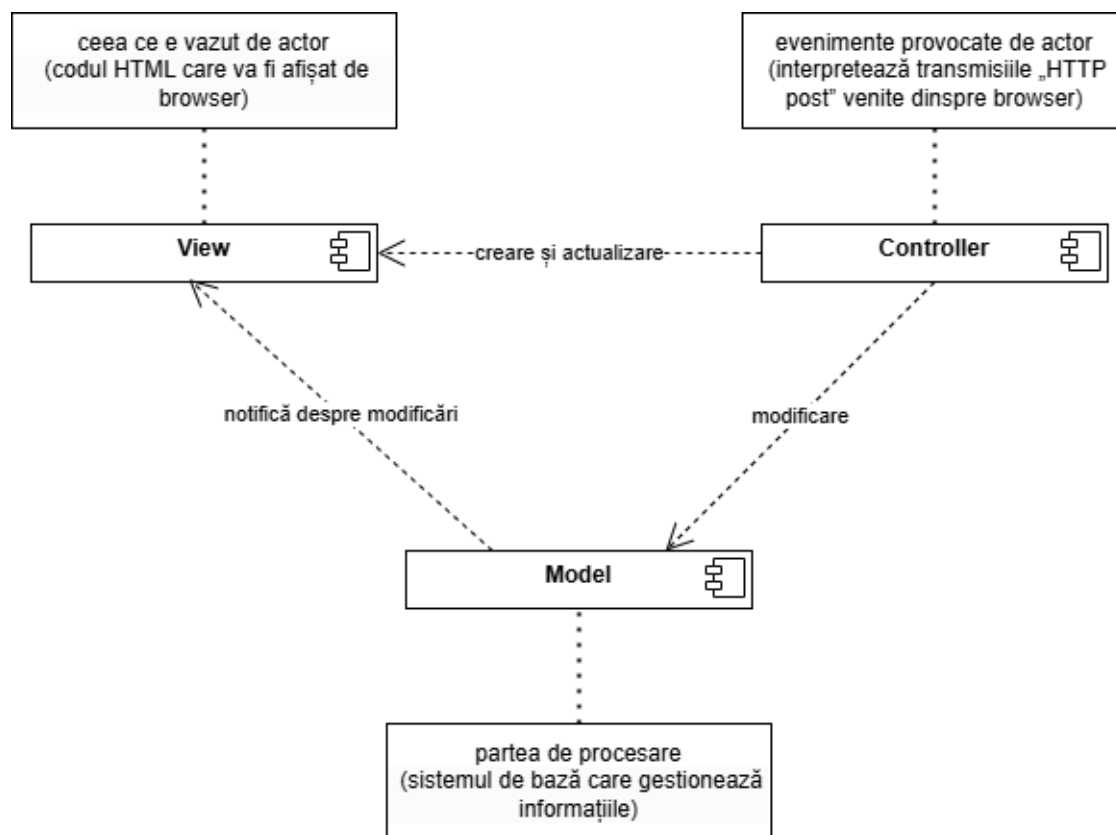 ceea ce e vazut de actor
(codul HTML care va fi afișat de
browser)
evenimente provocate de actor
(interpretează transmisiile „HTTP
post” venite dinspre browser)
View
creare și actualizare
Controller
notifică despre modificări
modificare
Model
partea de procesare
(sistemul de bază care gestionează
informațiile)